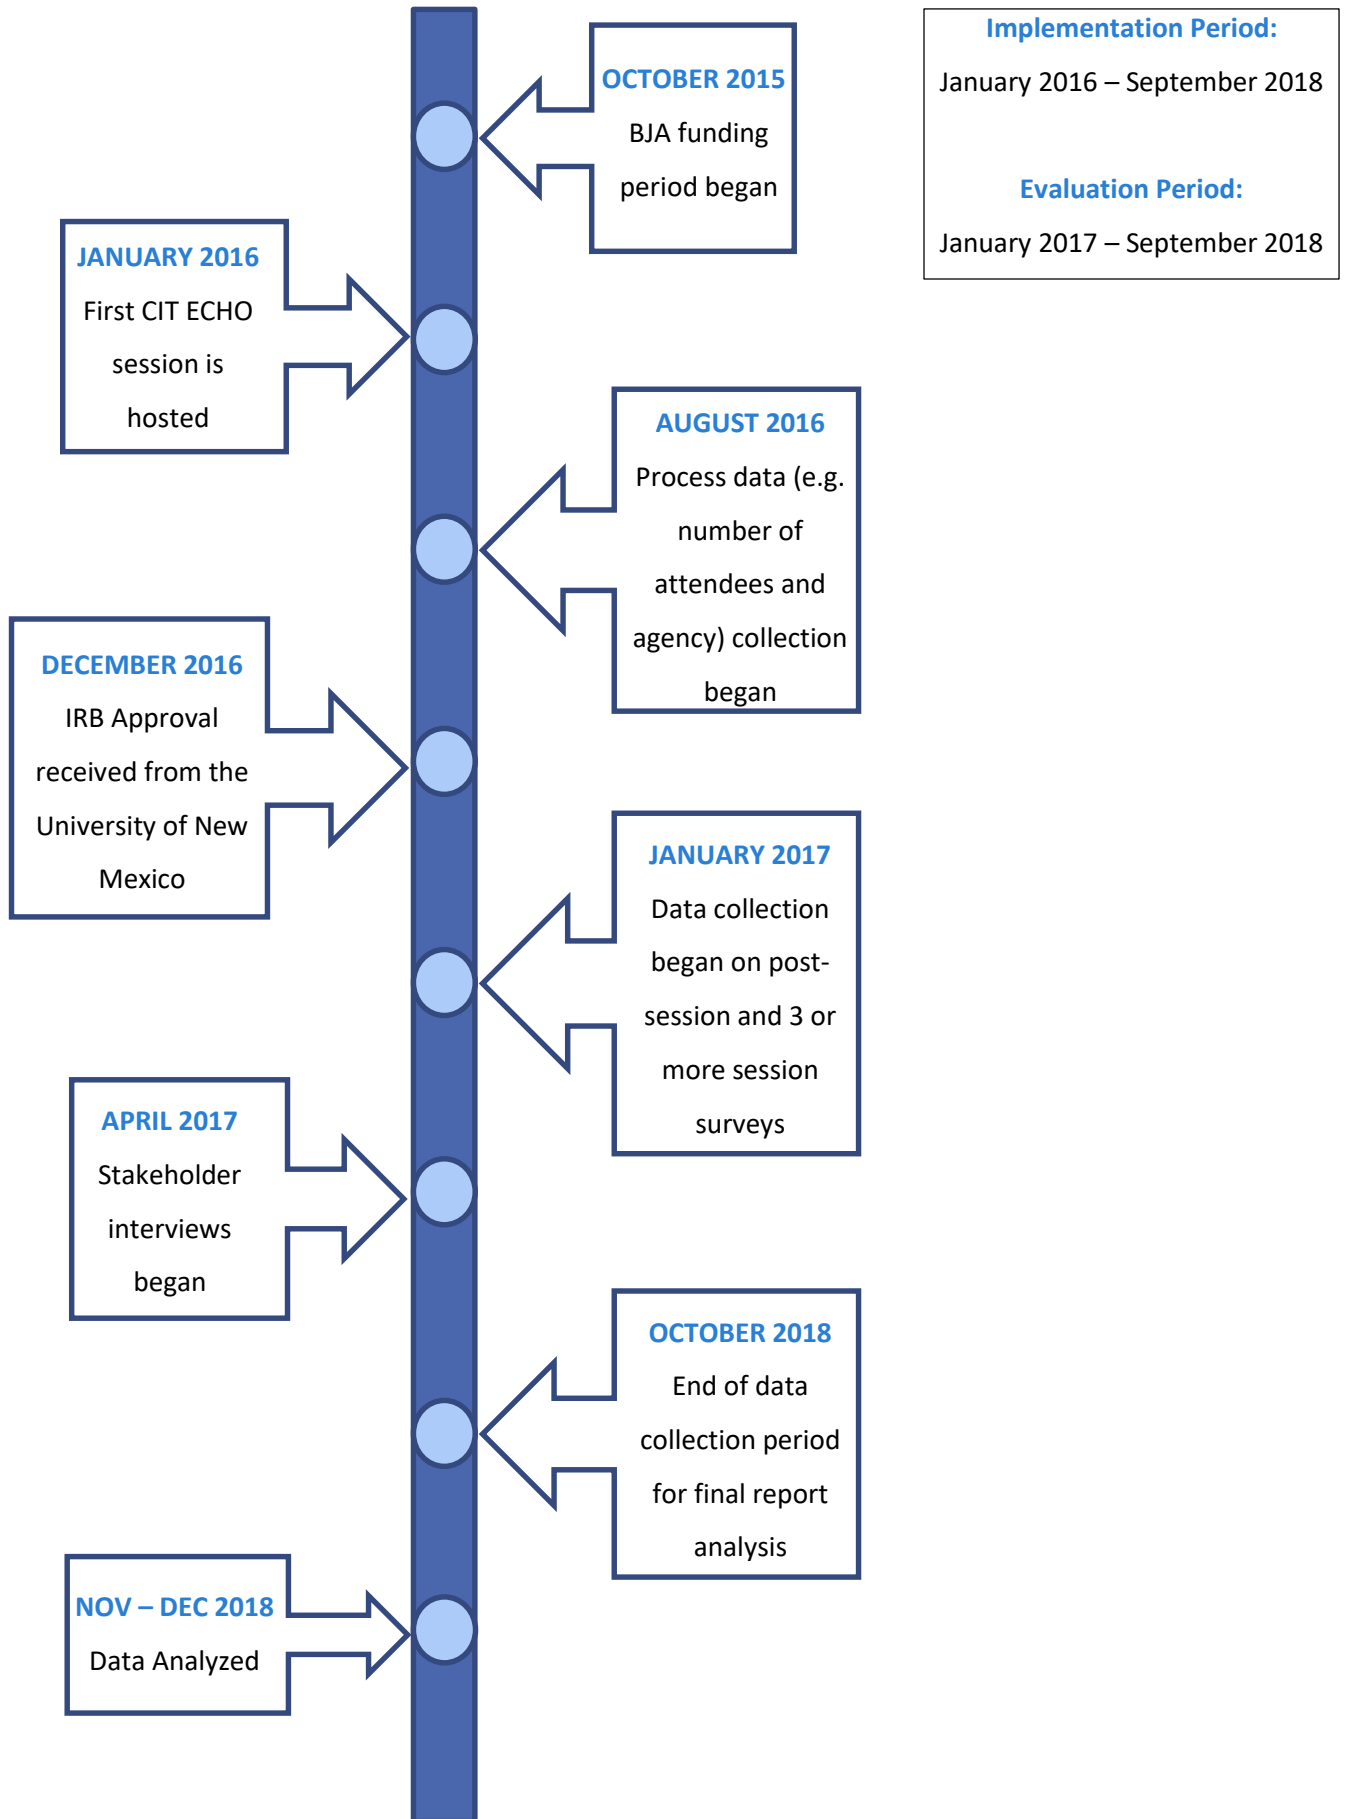 OCTOBER 2015
BJA funding
period began
Implementation Period:
January 2016 – September 2018
Evaluation Period:
January 2017 – September 2018
JANUARY 2016
First CIT ECHO
session is
hosted
AUGUST 2016
Process data (e.g.
number of
attendees and
agency) collection
began
DECEMBER 2016
IRB Approval
received from the
University of New
Mexico
JANUARY 2017
Data collection
began on post-
session and 3 or
more session
surveys
APRIL 2017
Stakeholder
interviews
began
OCTOBER 2018
End of data
collection period
for final report
analysis
NOV – DEC 2018
Data Analyzed